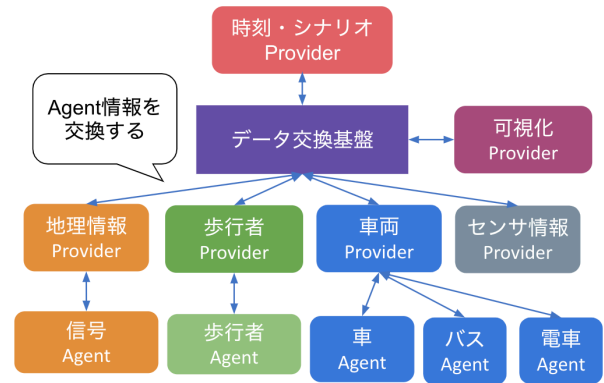 時刻・シナリオ
Provider
Agent情報を
交換する
データ交換基盤
可視化
Provider
地理情報
Provider
歩行者
Provider
車両
Provider
センサ情報
Provider
信号
Agent
歩行者
Agent
車
Agent
バス
Agent
電車
Agent